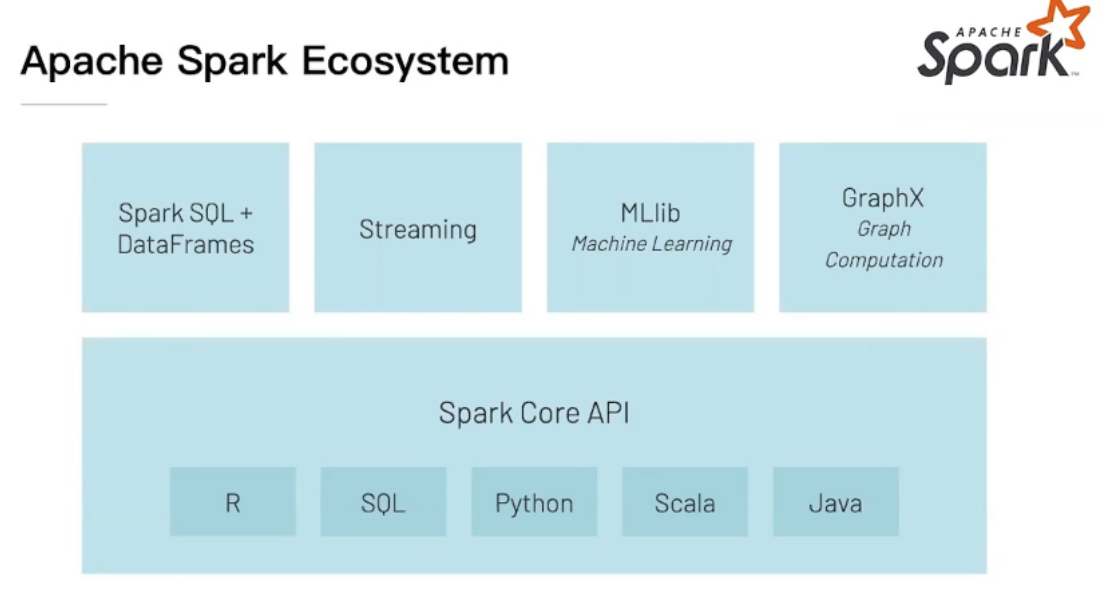 Apache Spark Ecosystem
APACHE
Spark™
Spark SQL +
DataFrames
Streaming
MLlib
Machine Learning
GraphX
Graph
Computation
Spark Core API
R
SQL
Python
Scala
Java